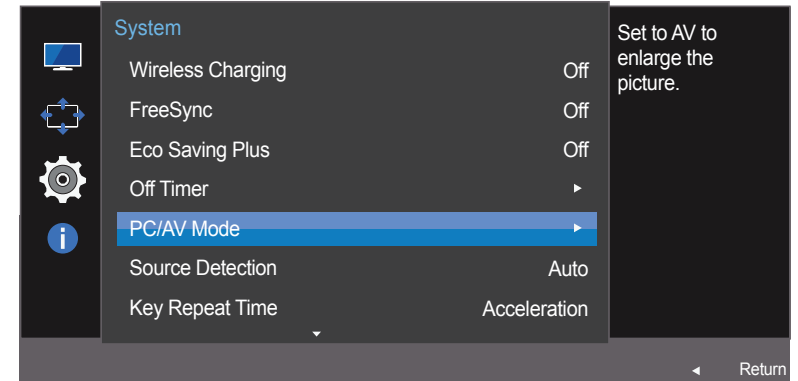 System
Wireless Charging Off
FreeSync Off
Eco Saving Plus Off
Off Timer
PC/AV Mode
Source Detection Auto
Key Repeat Time Acceleration
Set to AV to
enlarge the
picture.
Return